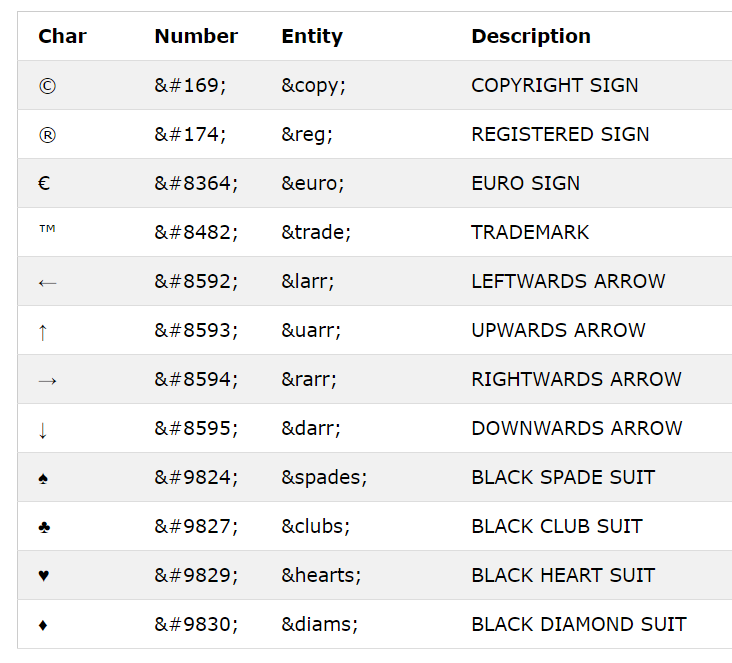 Char Number Entity Description
© &#169; &copy; COPYRIGHT SIGN
® &#174; &reg; REGISTERED SIGN
€ &#8364; &euro; EURO SIGN
™ &#8482; &trade; TRADEMARK
← &#8592; &larr; LEFTWARDS ARROW
↑ &#8593; &uarr; UPWARDS ARROW
→ &#8594; &rarr; RIGHTWARDS ARROW
↓ &#8595; &darr; DOWNWARDS ARROW
♠ &#9824; &spades; BLACK SPADE SUIT
♣ &#9827; &clubs; BLACK CLUB SUIT
♥ &#9829; &hearts; BLACK HEART SUIT
♦ &#9830; &diams; BLACK DIAMOND SUIT